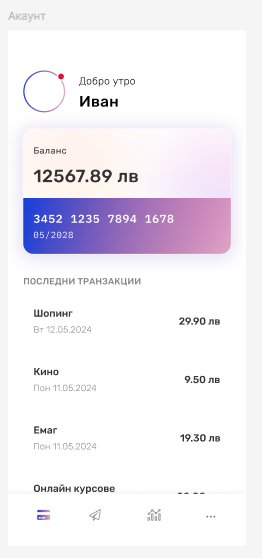 Акаунт
Добро утро
Иван
Баланс
12567.89 лв
3452 1235 7894 1678
05/2028
ПОСЛЕДНИ ТРАНЗАКЦИИ
Шопинг
29.90 лв
Вт 12.05.2024
Кино
9.50 лв
Пон 11.05.2024
Емаг
19.30 лв
Пон 11.05.2024
Онлайн курсове